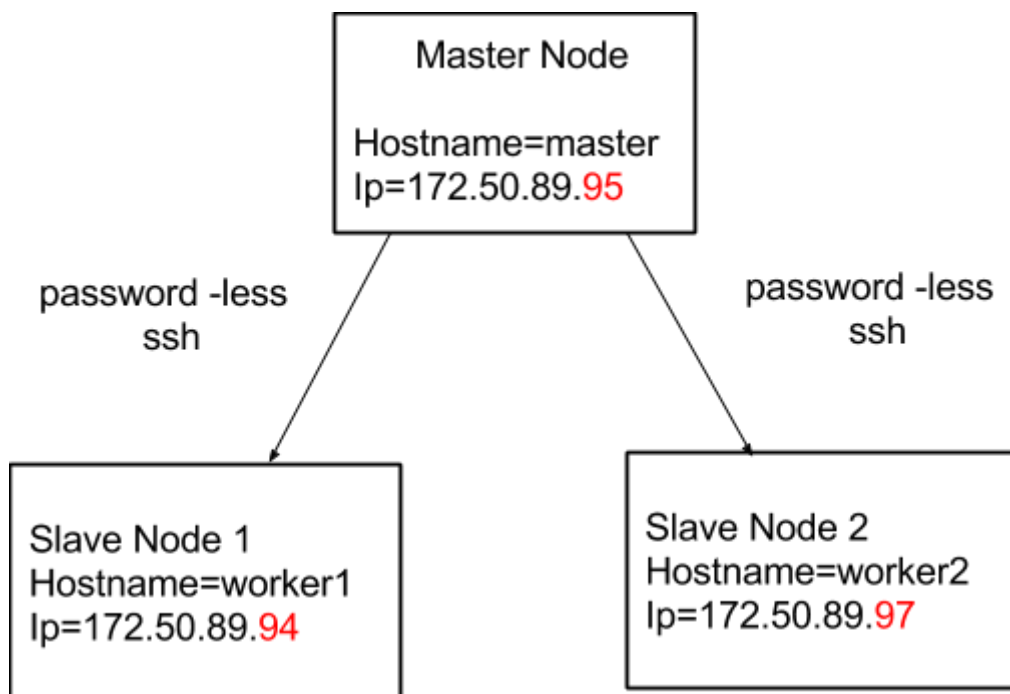 Master Node
Hostname=master
Ip=172.50.89.95
password -less
ssh
password -less
ssh
Slave Node 1
Hostname=worker1
Ip=172.50.89.94
Slave Node 2
Hostname=worker2
Ip=172.50.89.97